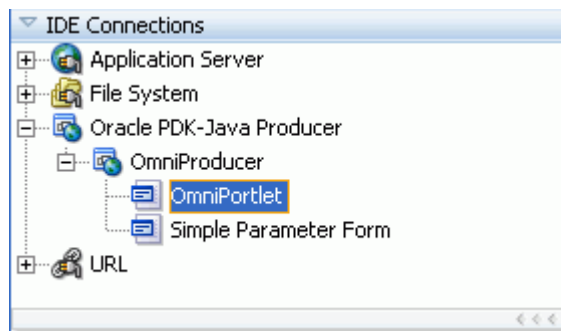 IDE Connections
Application Server
File System
Oracle PDK-Java Producer
OmniProducer
OmniPortlet
Simple Parameter Form
URL